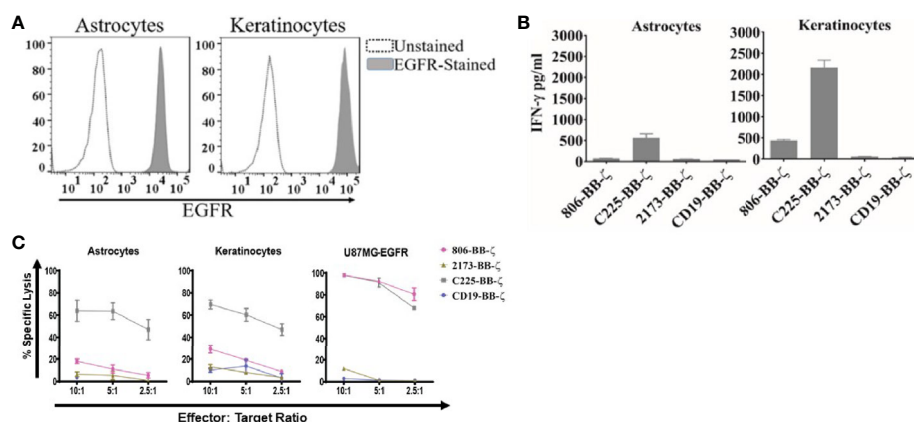 A
Astrocytes
Keratinocytes
Unstained
EGFR-Stained
100
80
60
40
20
0
100
80
60
40
20
0
10¹ 10² 10³ 10⁴ 10⁵
10¹ 10² 10³ 10⁴ 10⁵
EGFR
B
Astrocytes
Keratinocytes
IFN-γ pg/ml
3000
2500
2000
1500
1000
500
0
3000
2500
2000
1500
1000
500
0
806-BB-ζ
C225-BB-ζ
2173-BB-ζ
CD19-BB-ζ
806-BB-ζ
C225-BB-ζ
2173-BB-ζ
CD19-BB-ζ
C
Astrocytes
Keratinocytes
U87MG-EGFR
806-BB-ζ
2173-BB-ζ
C225-BB-ζ
CD19-BB-ζ
% Specific Lysis
100
80
60
40
20
0
100
80
60
40
20
0
100
80
60
40
20
0
10:1 5:1 2.5:1
10:1 5:1 2.5:1
10:1 5:1 2.5:1
Effector: Target Ratio